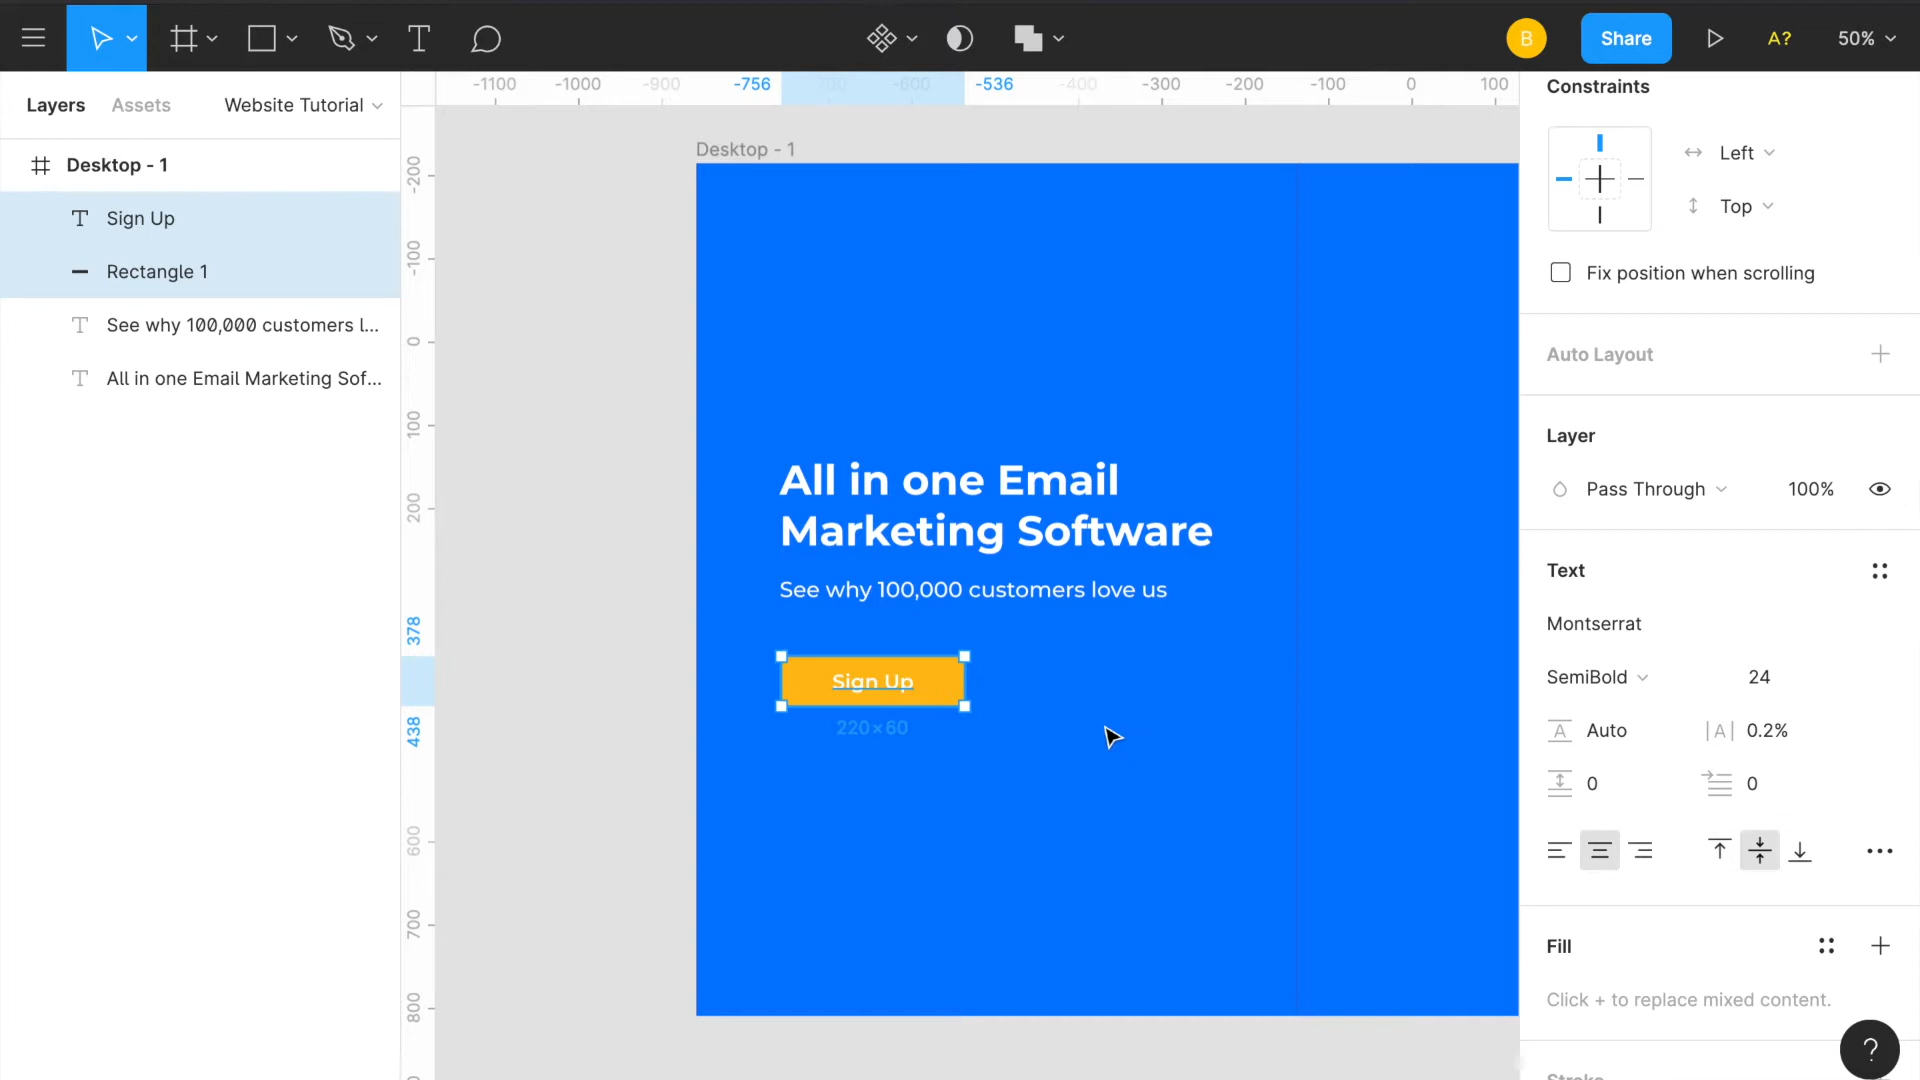 B
Share
A?
50%
Layers
Assets
Website Tutorial
-1100
-1000
-900
-756
-700
-600
-536
-400
-300
-200
-100
0
100
Constraints
Desktop - 1
Desktop - 1
Left
Top
Sign Up
Rectangle 1
See why 100,000 customers l...
All in one Email Marketing Sof...
Fix position when scrolling
-200
-100
0
100
200
378
438
600
700
800
Auto Layout
Layer
Pass Through
100%
All in one Email
Marketing Software
See why 100,000 customers love us
Sign Up
220×60
Text
Montserrat
SemiBold
24
A
Auto
|A|
0.2%
0
0
Fill
Click + to replace mixed content.
?